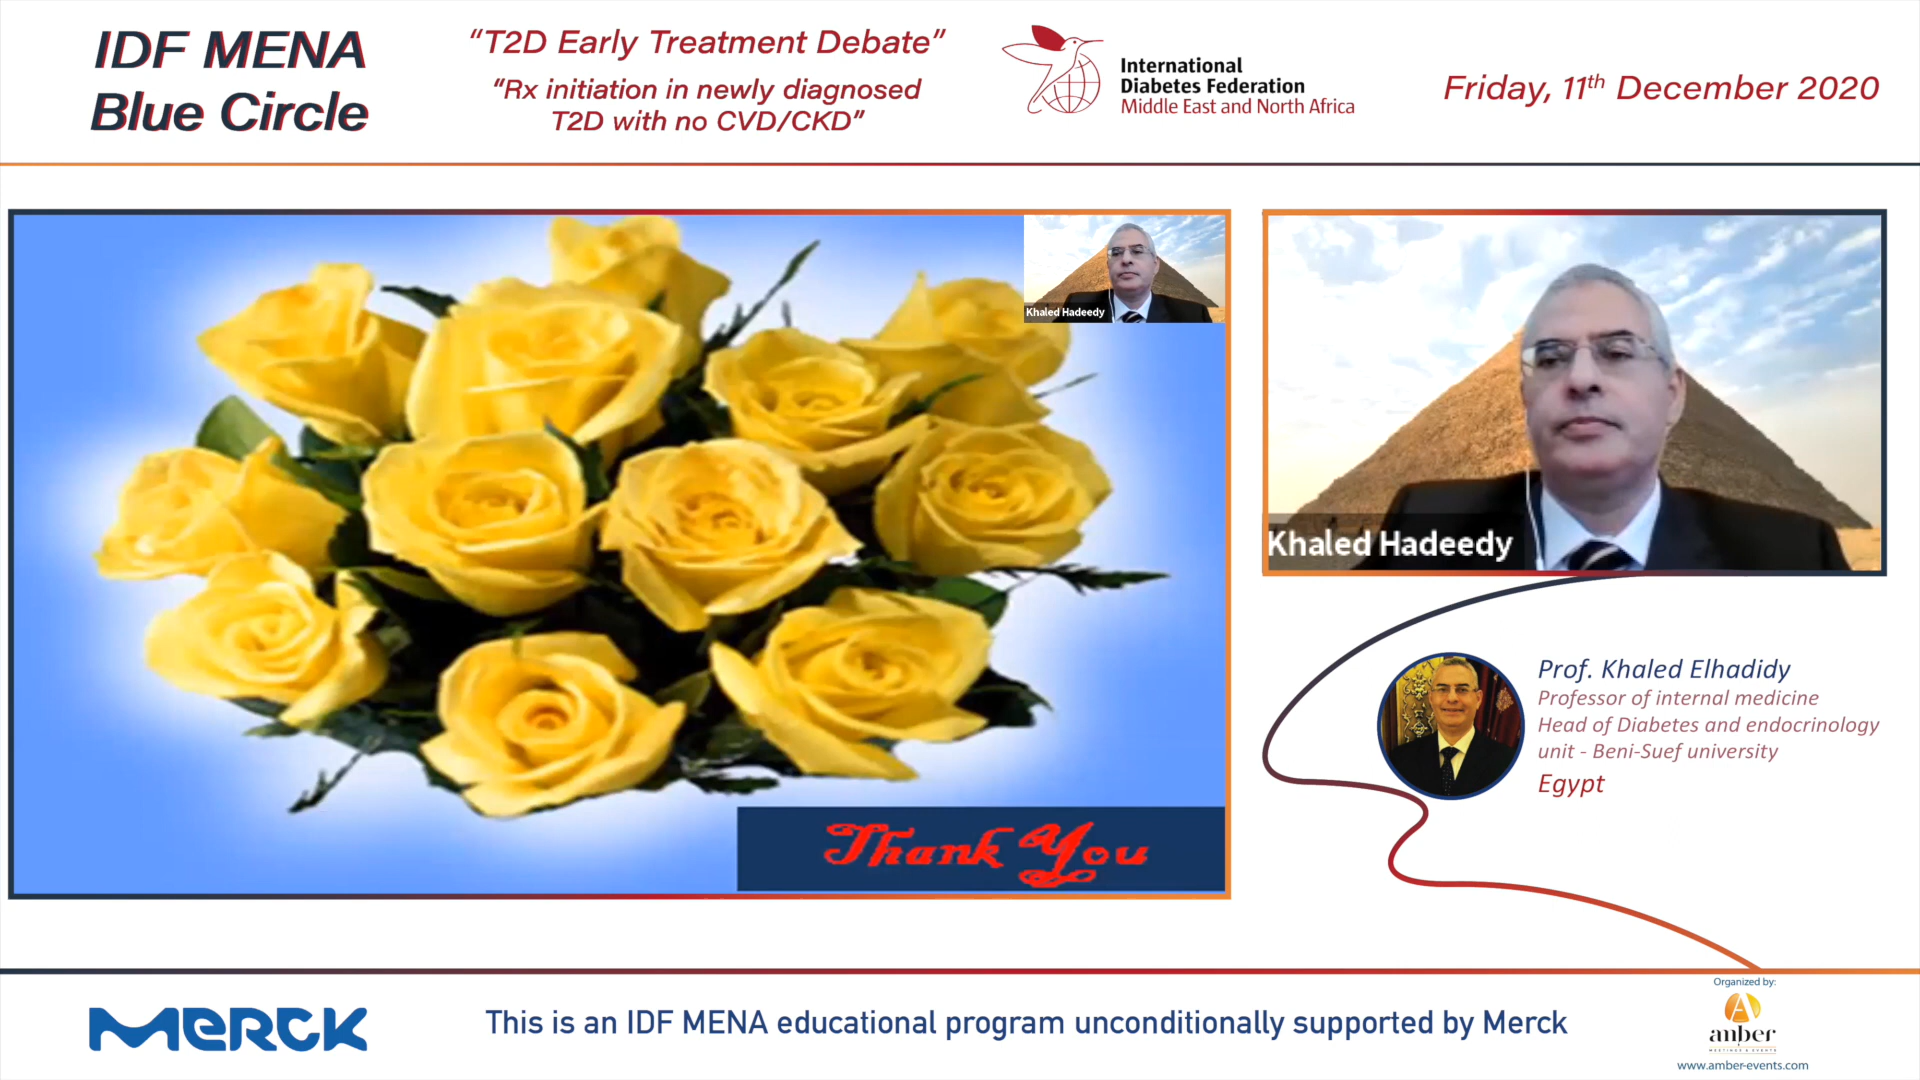 IDF MENA
Blue Circle
“T2D Early Treatment Debate”
“Rx initiation in newly diagnosed
T2D with no CVD/CKD”
International
Diabetes Federation
Middle East and North Africa
Friday, 11th December 2020
Khaled Hadeedy
Khaled Hadeedy
Thank You
Prof. Khaled Elhadidy
Professor of internal medicine
Head of Diabetes and endocrinology
unit - Beni-Suef university
Egypt
MERCK
This is an IDF MENA educational program unconditionally supported by Merck
Organized by:
anber
MEETINGS & EVENTS
www.amber-events.com